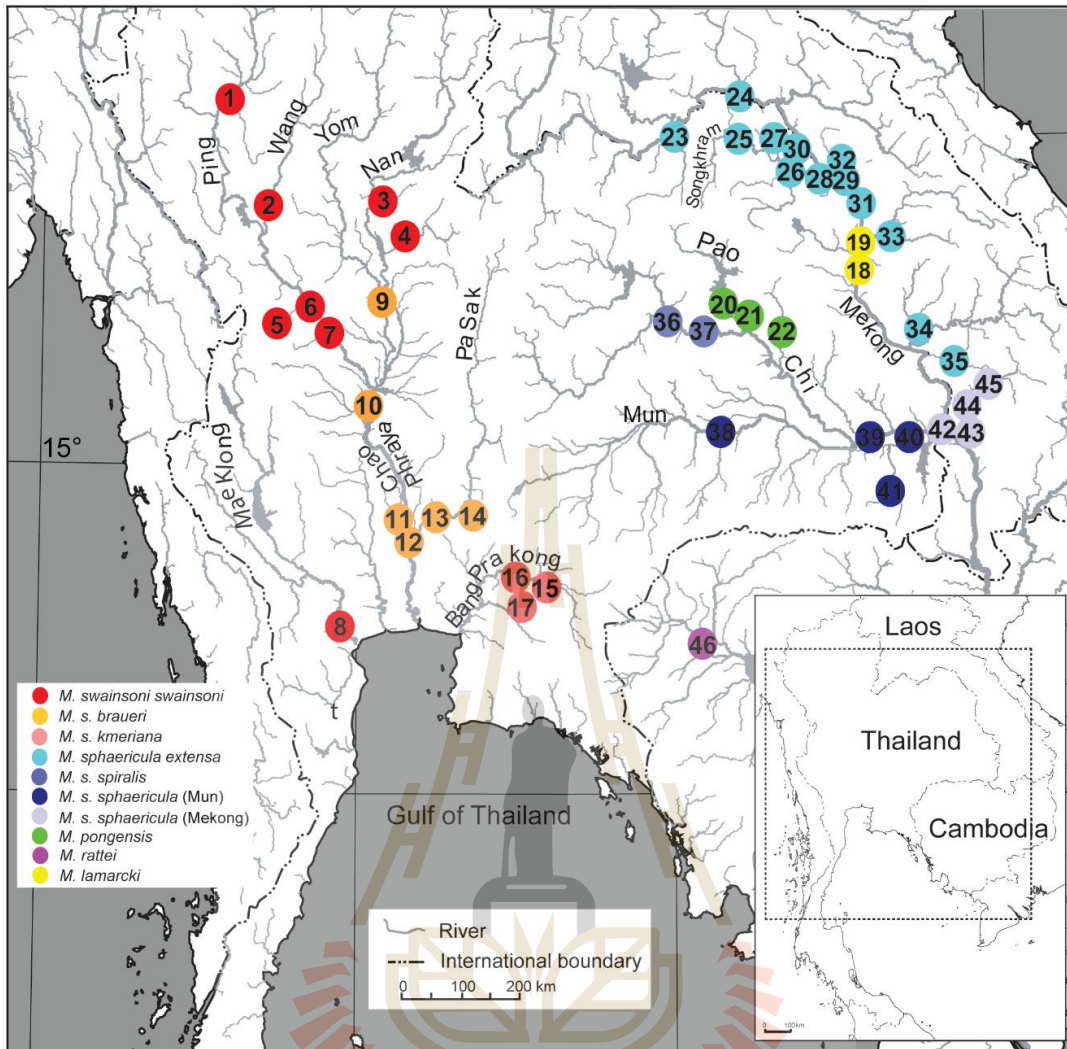 1
Ping
Wang
Yom
Nan
2
3
4
5
6
7
9
PaSak
10
Chao
Phraya
MaeKlong
15°
11
12
13
14
Bang
Pra kong
16
15
17
8
t
23
24
25
Songkhram
27
30
26
28
32
29
31
33
19
18
Mekong
Pao
20
21
22
36
37
Chi
34
35
45
44
42
43
Mun
38
39
40
41
46
M. swainsoni swainsoni
M. s. braueri
M. s. kmeriana
M. sphaericula extensa
M. s. spiralis
M. s. sphaericula (Mun)
M. s. sphaericula (Mekong)
M. pongensis
M. rattei
M. lamarcki
Gulf of Thailand
River
International boundary
0 100 200 km
Laos
Thailand
Cambodia
0 100km